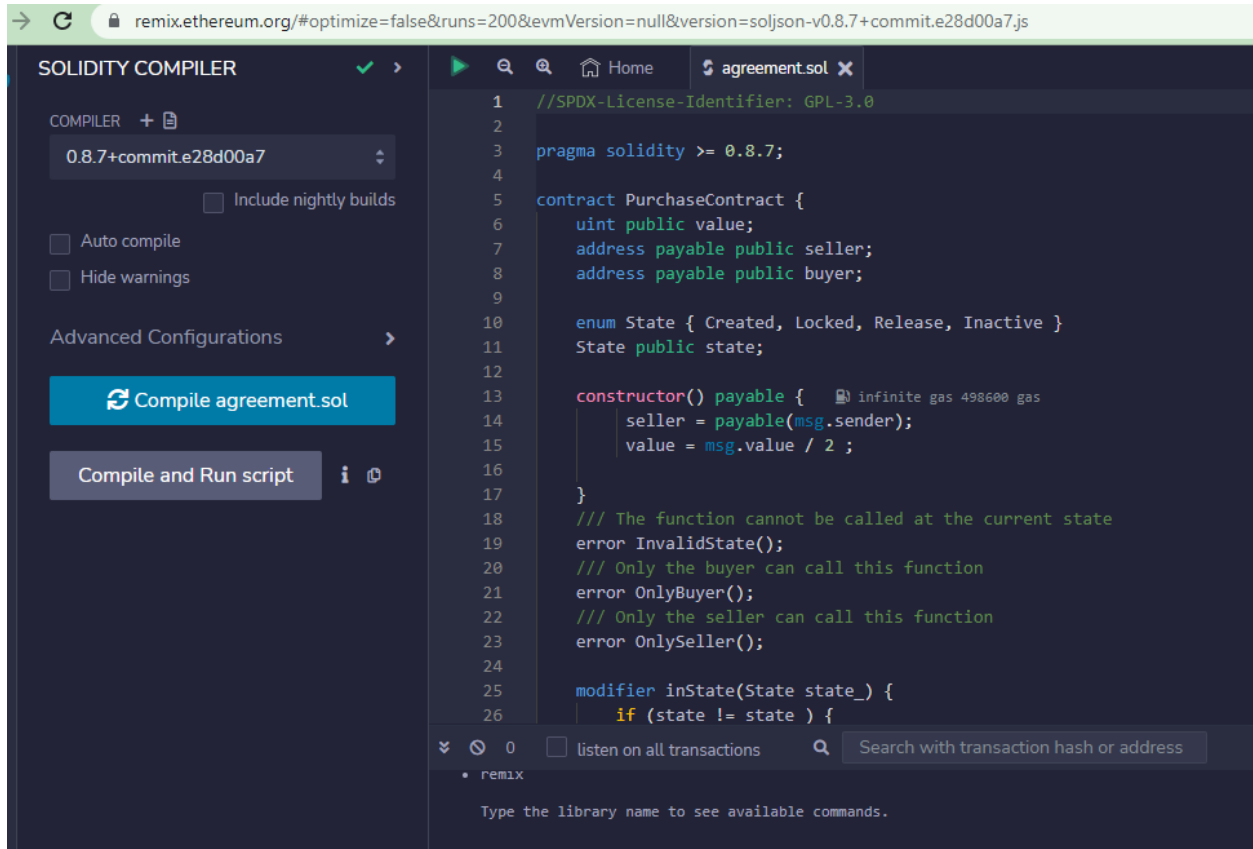 remix.ethereum.org/#optimize=false&runs=200&evmVersion=null&version=soljson-v0.8.7+commit.e28d00a7.js
SOLIDITY COMPILER
COMPILER
0.8.7+commit.e28d00a7
Include nightly builds
Auto compile
Hide warnings
Advanced Configurations
Compile agreement.sol
Compile and Run script
Home
agreement.sol
1 //SPDX-License-Identifier: GPL-3.0
2
3 pragma solidity >= 0.8.7;
4
5 contract PurchaseContract {
6 uint public value;
7 address payable public seller;
8 address payable public buyer;
9
10 enum State { Created, Locked, Release, Inactive }
11 State public state;
12
13 constructor() payable { infinite gas 498600 gas
14 seller = payable(msg.sender);
15 value = msg.value / 2 ;
16
17 }
18 /// The function cannot be called at the current state
19 error InvalidState();
20 /// Only the buyer can call this function
21 error OnlyBuyer();
22 /// Only the seller can call this function
23 error OnlySeller();
24
25 modifier inState(State state_) {
26 if (state != state ) {
0
listen on all transactions
Search with transaction hash or address
• remix
Type the library name to see available commands.